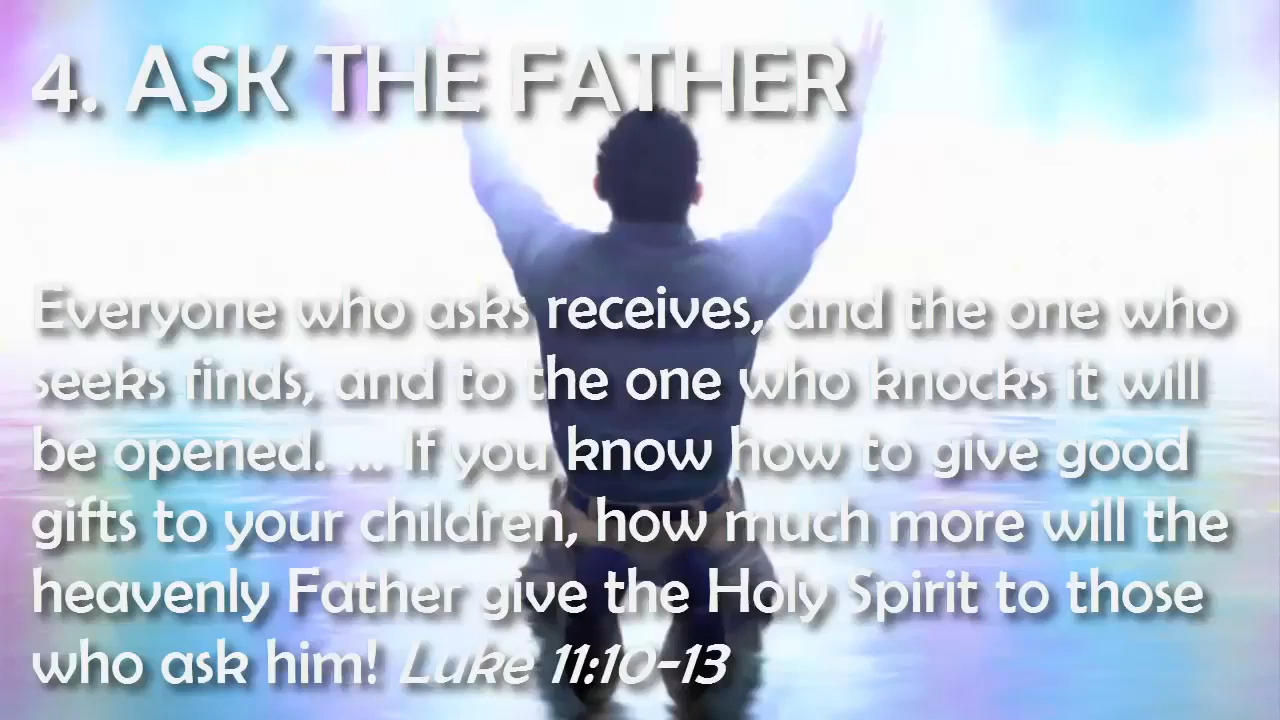 4. ASK THE FATHER
Everyone who asks receives, and the one who
seeks finds, and to the one who knocks it will
be opened. ... If you know how to give good
gifts to your children, how much more will the
heavenly Father give the Holy Spirit to those
who ask him! Luke 11:10-13